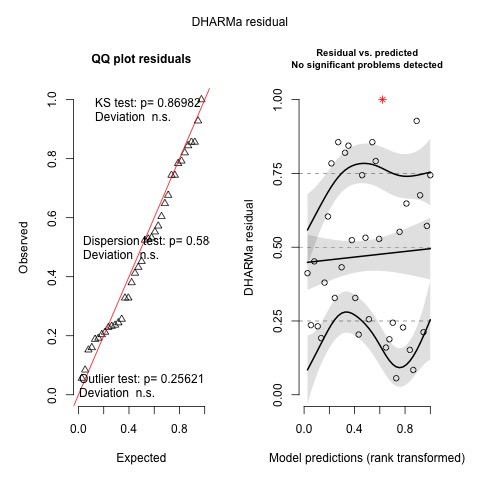 DHARMa residual
QQ plot residuals
KS test: p= 0.86982
Deviation n.s.
Dispersion test: p= 0.58
Deviation n.s.
Outlier test: p= 0.25621
Deviation n.s.
Observed
0.0
0.2
0.4
0.6
0.8
1.0
0.0
0.4
0.8
Expected
Residual vs. predicted
No significant problems detected
DHARMa residual
0.00
0.25
0.50
0.75
1.00
0.0
0.4
0.8
Model predictions (rank transformed)